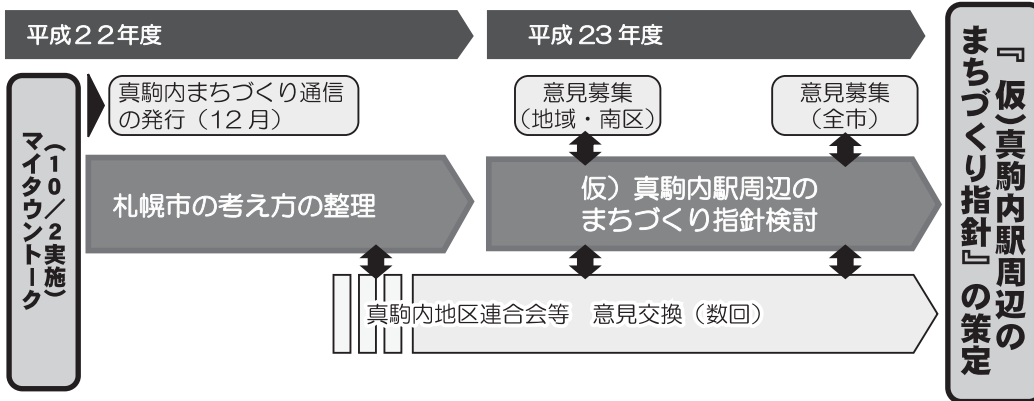 平成２２年度
平成 23 年度
マイタウントーク
（１０／２実施）
真駒内まちづくり通信
の発行（12 月）
意見募集
（地域・南区）
意見募集
（全市）
札幌市の考え方の整理
仮）真駒内駅周辺の
まちづくり指針検討
真駒内地区連合会等　意見交換（数回）
『 仮）真駒内駅周辺の
まちづくり指針』の策定